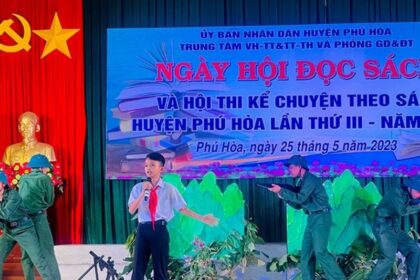 ỦY BAN NHÂN DÂN HUYỆN PHÚ HÒA
TRUNG TÂM VH-TT&TT-TH VÀ PHÒNG GD&ĐT
NGÀY HỘI ĐỌC SÁCH
VÀ HỘI THI KỂ CHUYỆN THEO SÁ
HUYỆN PHÚ HÒA LẦN THỨ III - NĂM
Phú Hòa, ngày 25 tháng 5 năm 2023